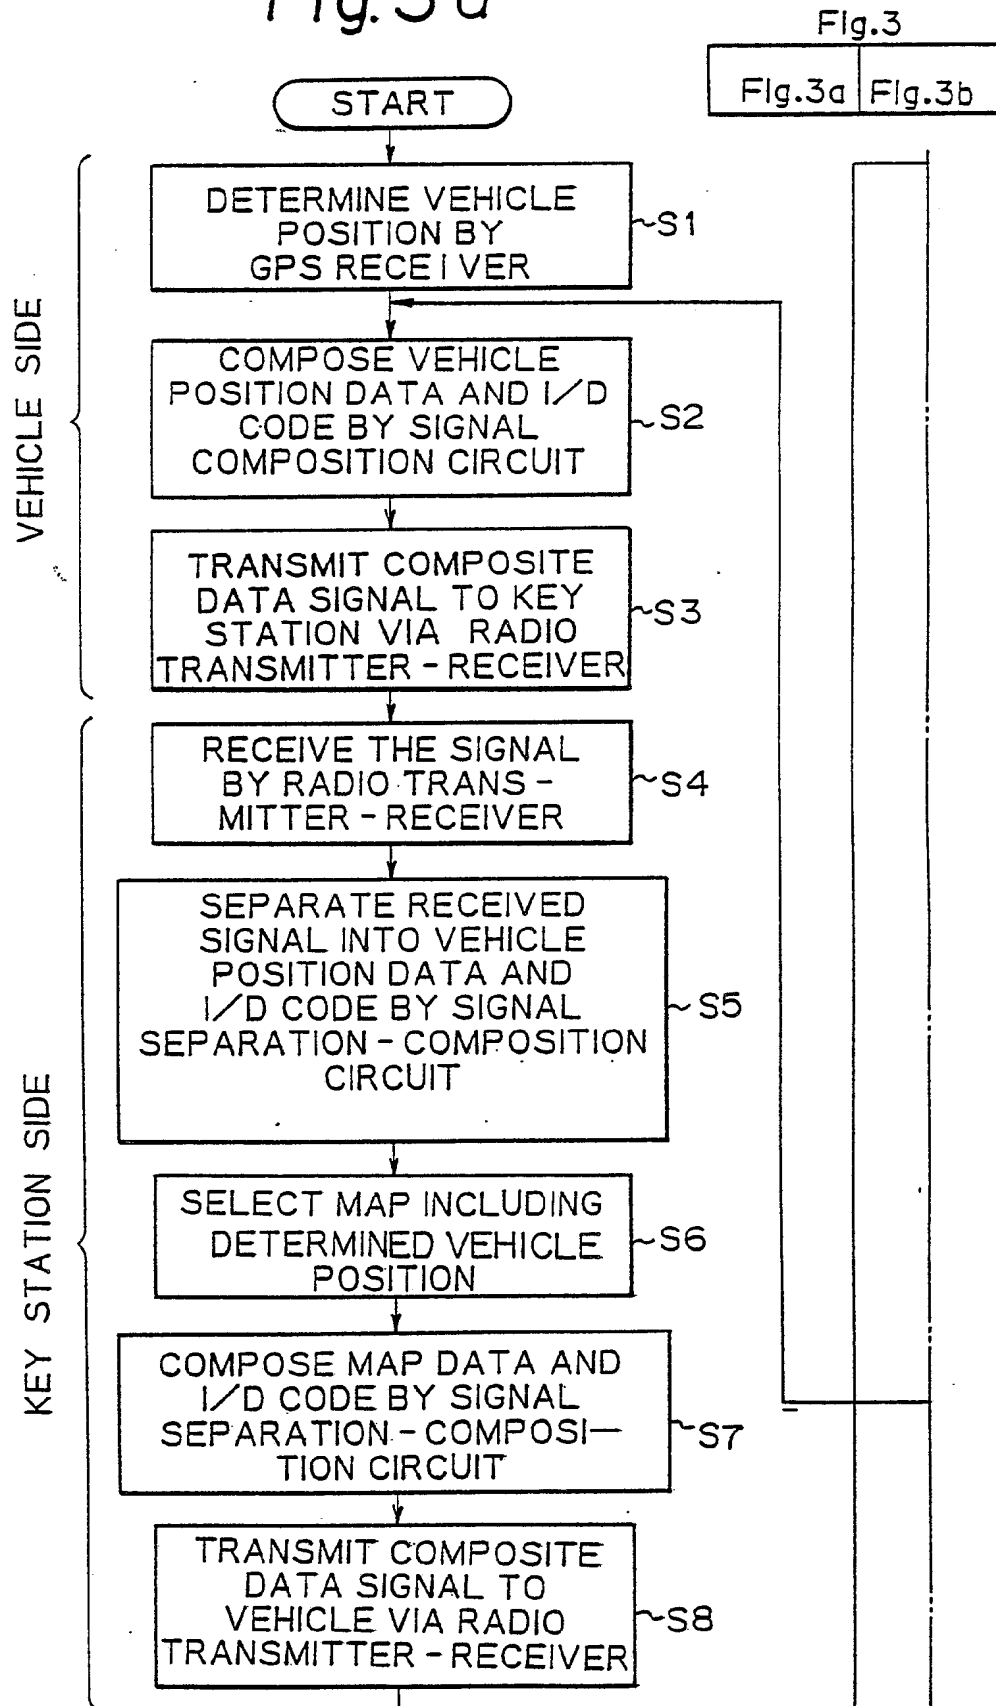 Fig. 3a
Fig.3
Fig.3a Fig.3b
START
VEHICLE SIDE
DETERMINE VEHICLE
POSITION BY
GPS RECEIVER
S1
COMPOSE VEHICLE
POSITION DATA AND I/D
CODE BY SIGNAL
COMPOSITION CIRCUIT
S2
TRANSMIT COMPOSITE
DATA SIGNAL TO KEY
STATION VIA RADIO
TRANSMITTER-RECEIVER
S3
KEY STATION SIDE
RECEIVE THE SIGNAL
BY RADIO TRANS-
MITTER-RECEIVER
S4
SEPARATE RECEIVED
SIGNAL INTO VEHICLE
POSITION DATA AND
I/D CODE BY SIGNAL
SEPARATION-COMPOSITION
CIRCUIT
S5
SELECT MAP INCLUDING
DETERMINED VEHICLE
POSITION
S6
COMPOSE MAP DATA AND
I/D CODE BY SIGNAL
SEPARATION-COMPOSI-
TION CIRCUIT
S7
TRANSMIT COMPOSITE
DATA SIGNAL TO
VEHICLE VIA RADIO
TRANSMITTER-RECEIVER
S8